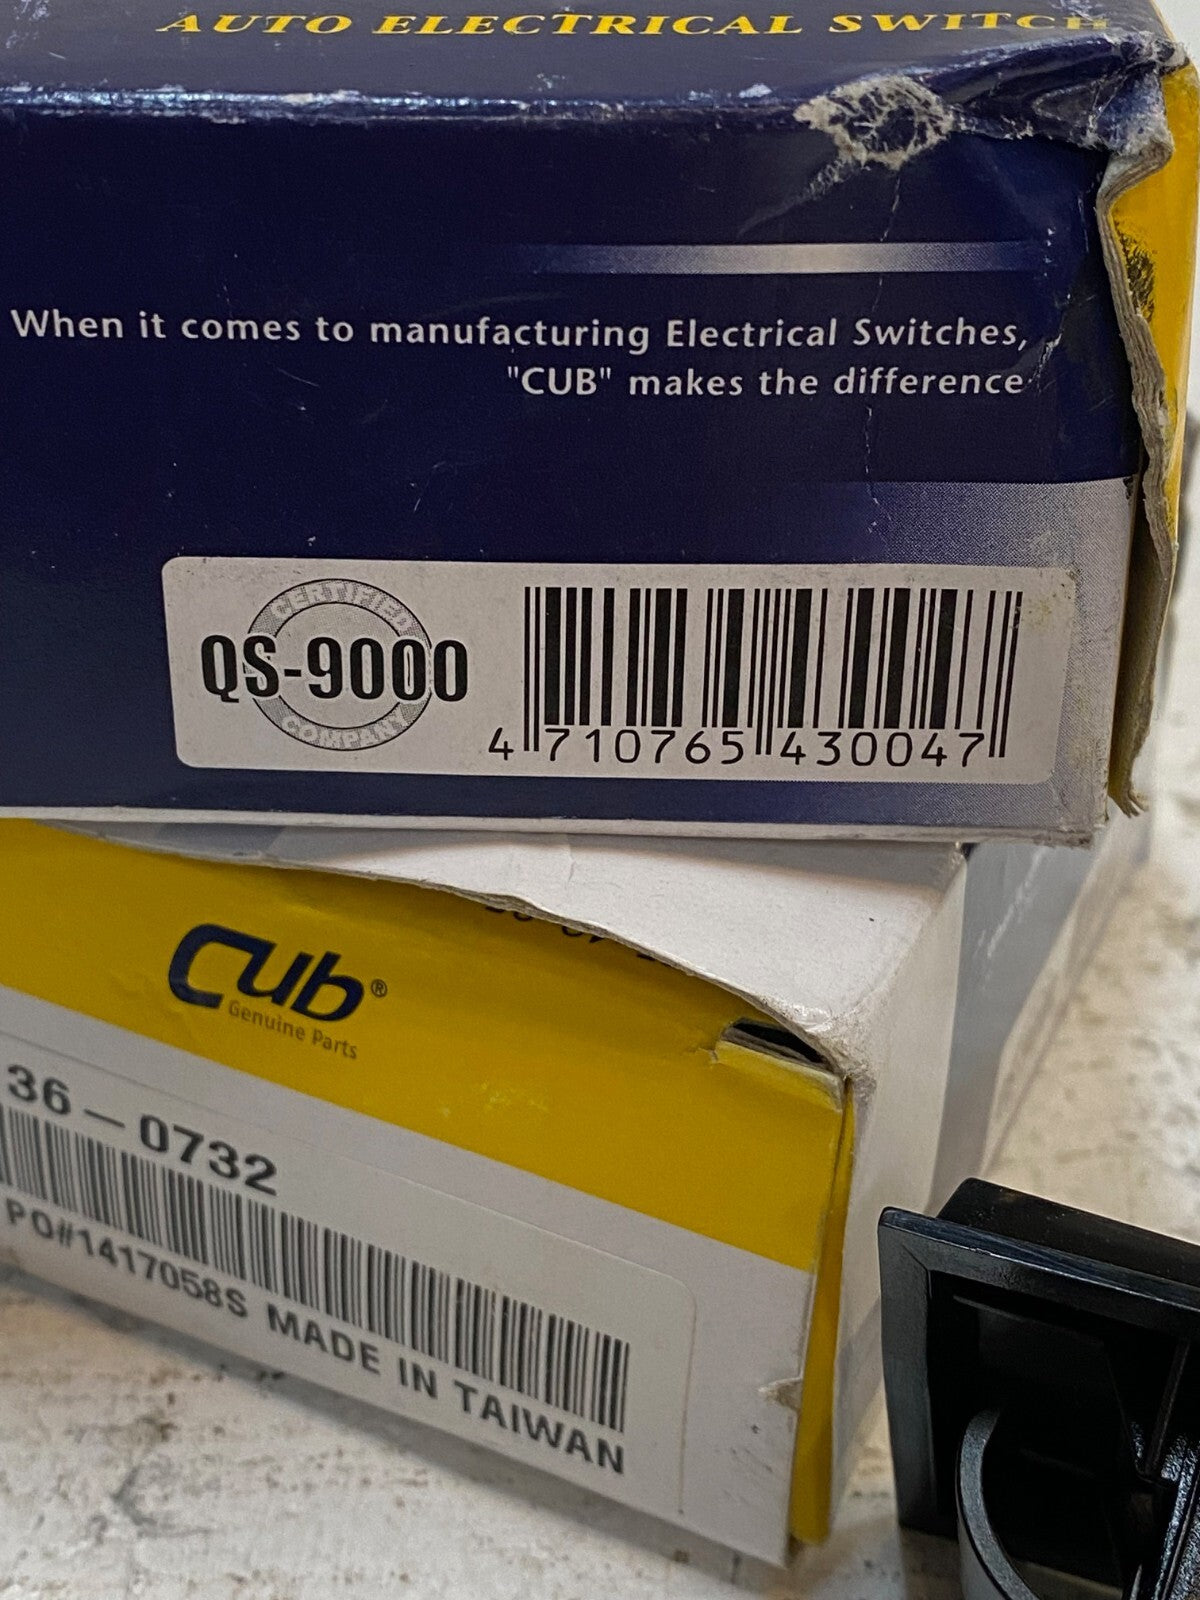 AUTO ELECTRICAL SWITCH
When it comes to manufacturing Electrical Switches,
"CUB" makes the difference
CERTIFIED
QS-9000
COMPANY
4 710765 430047
Cub®
Genuine Parts
36-0732
PO#1417058S MADE IN TAIWAN